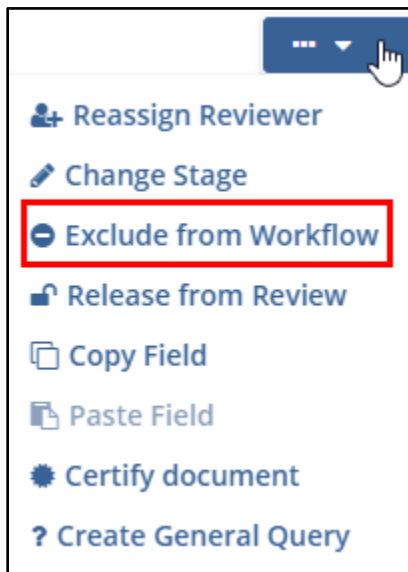 Reassign Reviewer
Change Stage
Exclude from Workflow
Release from Review
Copy Field
Paste Field
Certify document
? Create General Query